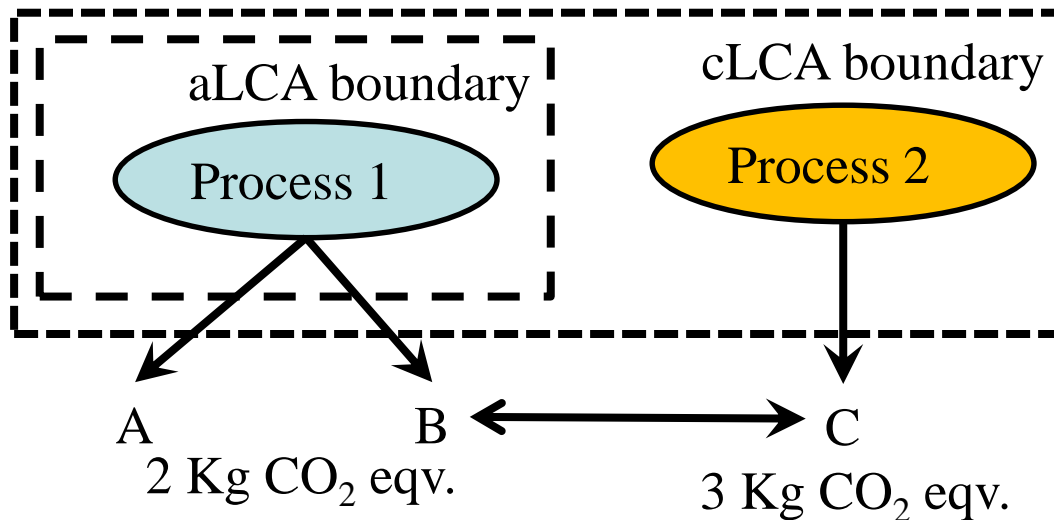 aLCA boundary
cLCA boundary
Process 1
Process 2
A
B
C
2 Kg CO₂ eqv.
3 Kg CO₂ eqv.